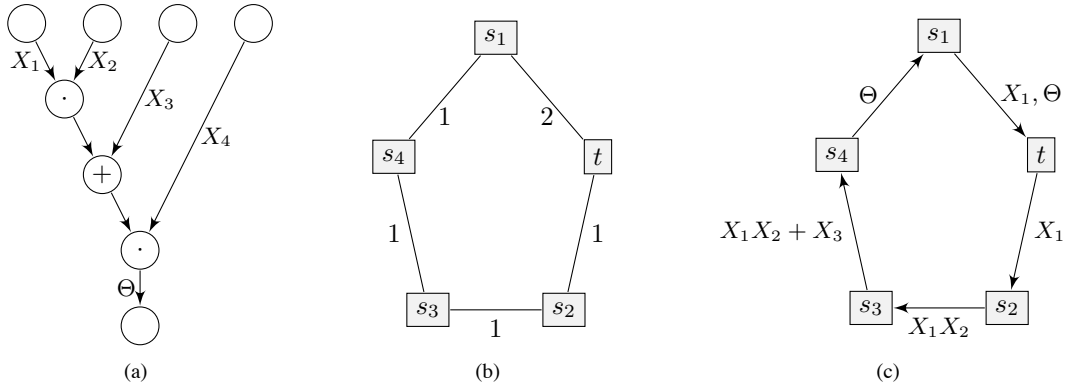 X₁ X₂ X₃ X₄
·
+
·
Θ
(a)
s₁
1 2
s₄ t
1 1
s₃ 1 s₂
(b)
s₁
Θ X₁, Θ
s₄ t
X₁X₂ + X₃ X₁
s₃ X₁X₂ s₂
(c)